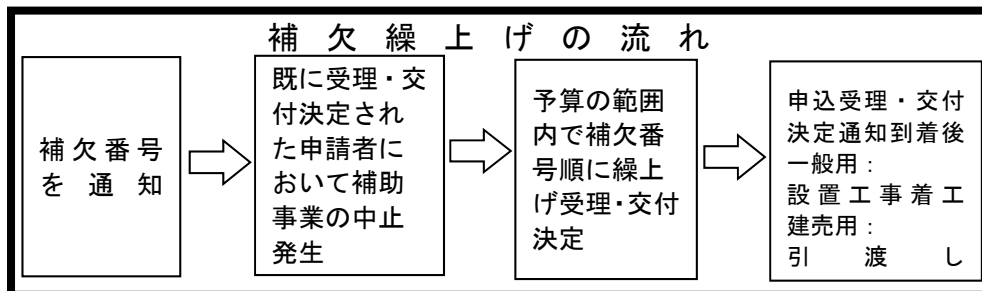 補欠繰上げの流れ
補欠番号
を通知
既に受理・交
付決定され
た申請者に
おいて補助
事業の中止
発生
予算の範囲
内で補欠番
号順に繰上
げ受理・交付
決定
申込受理・交付
決定通知到着後
一般用：
設置工事着工
建売用：
引渡し